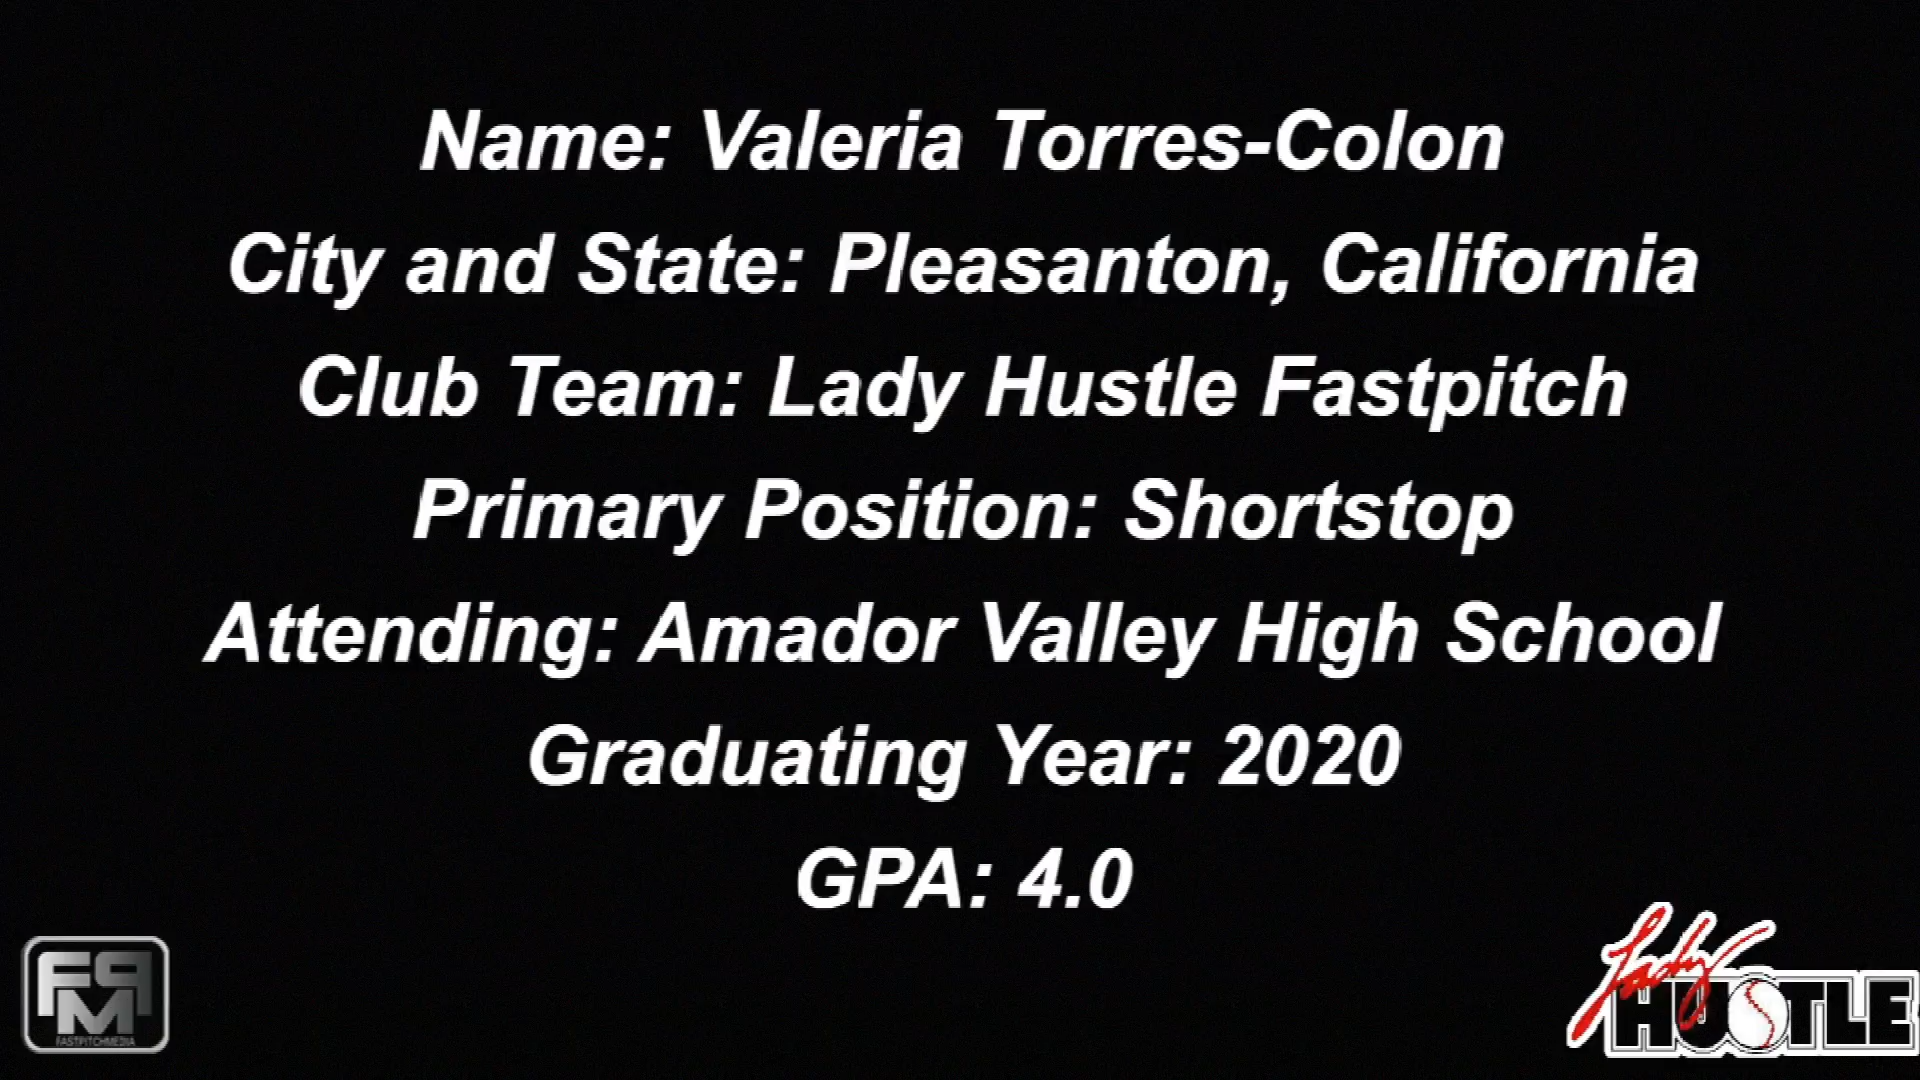 Name: Valeria Torres-Colon
City and State: Pleasanton, California
Club Team: Lady Hustle Fastpitch
Primary Position: Shortstop
Attending: Amador Valley High School
Graduating Year: 2020
GPA: 4.0
FPM
FASTPITCHMEDIA
Lady
HUSTLE